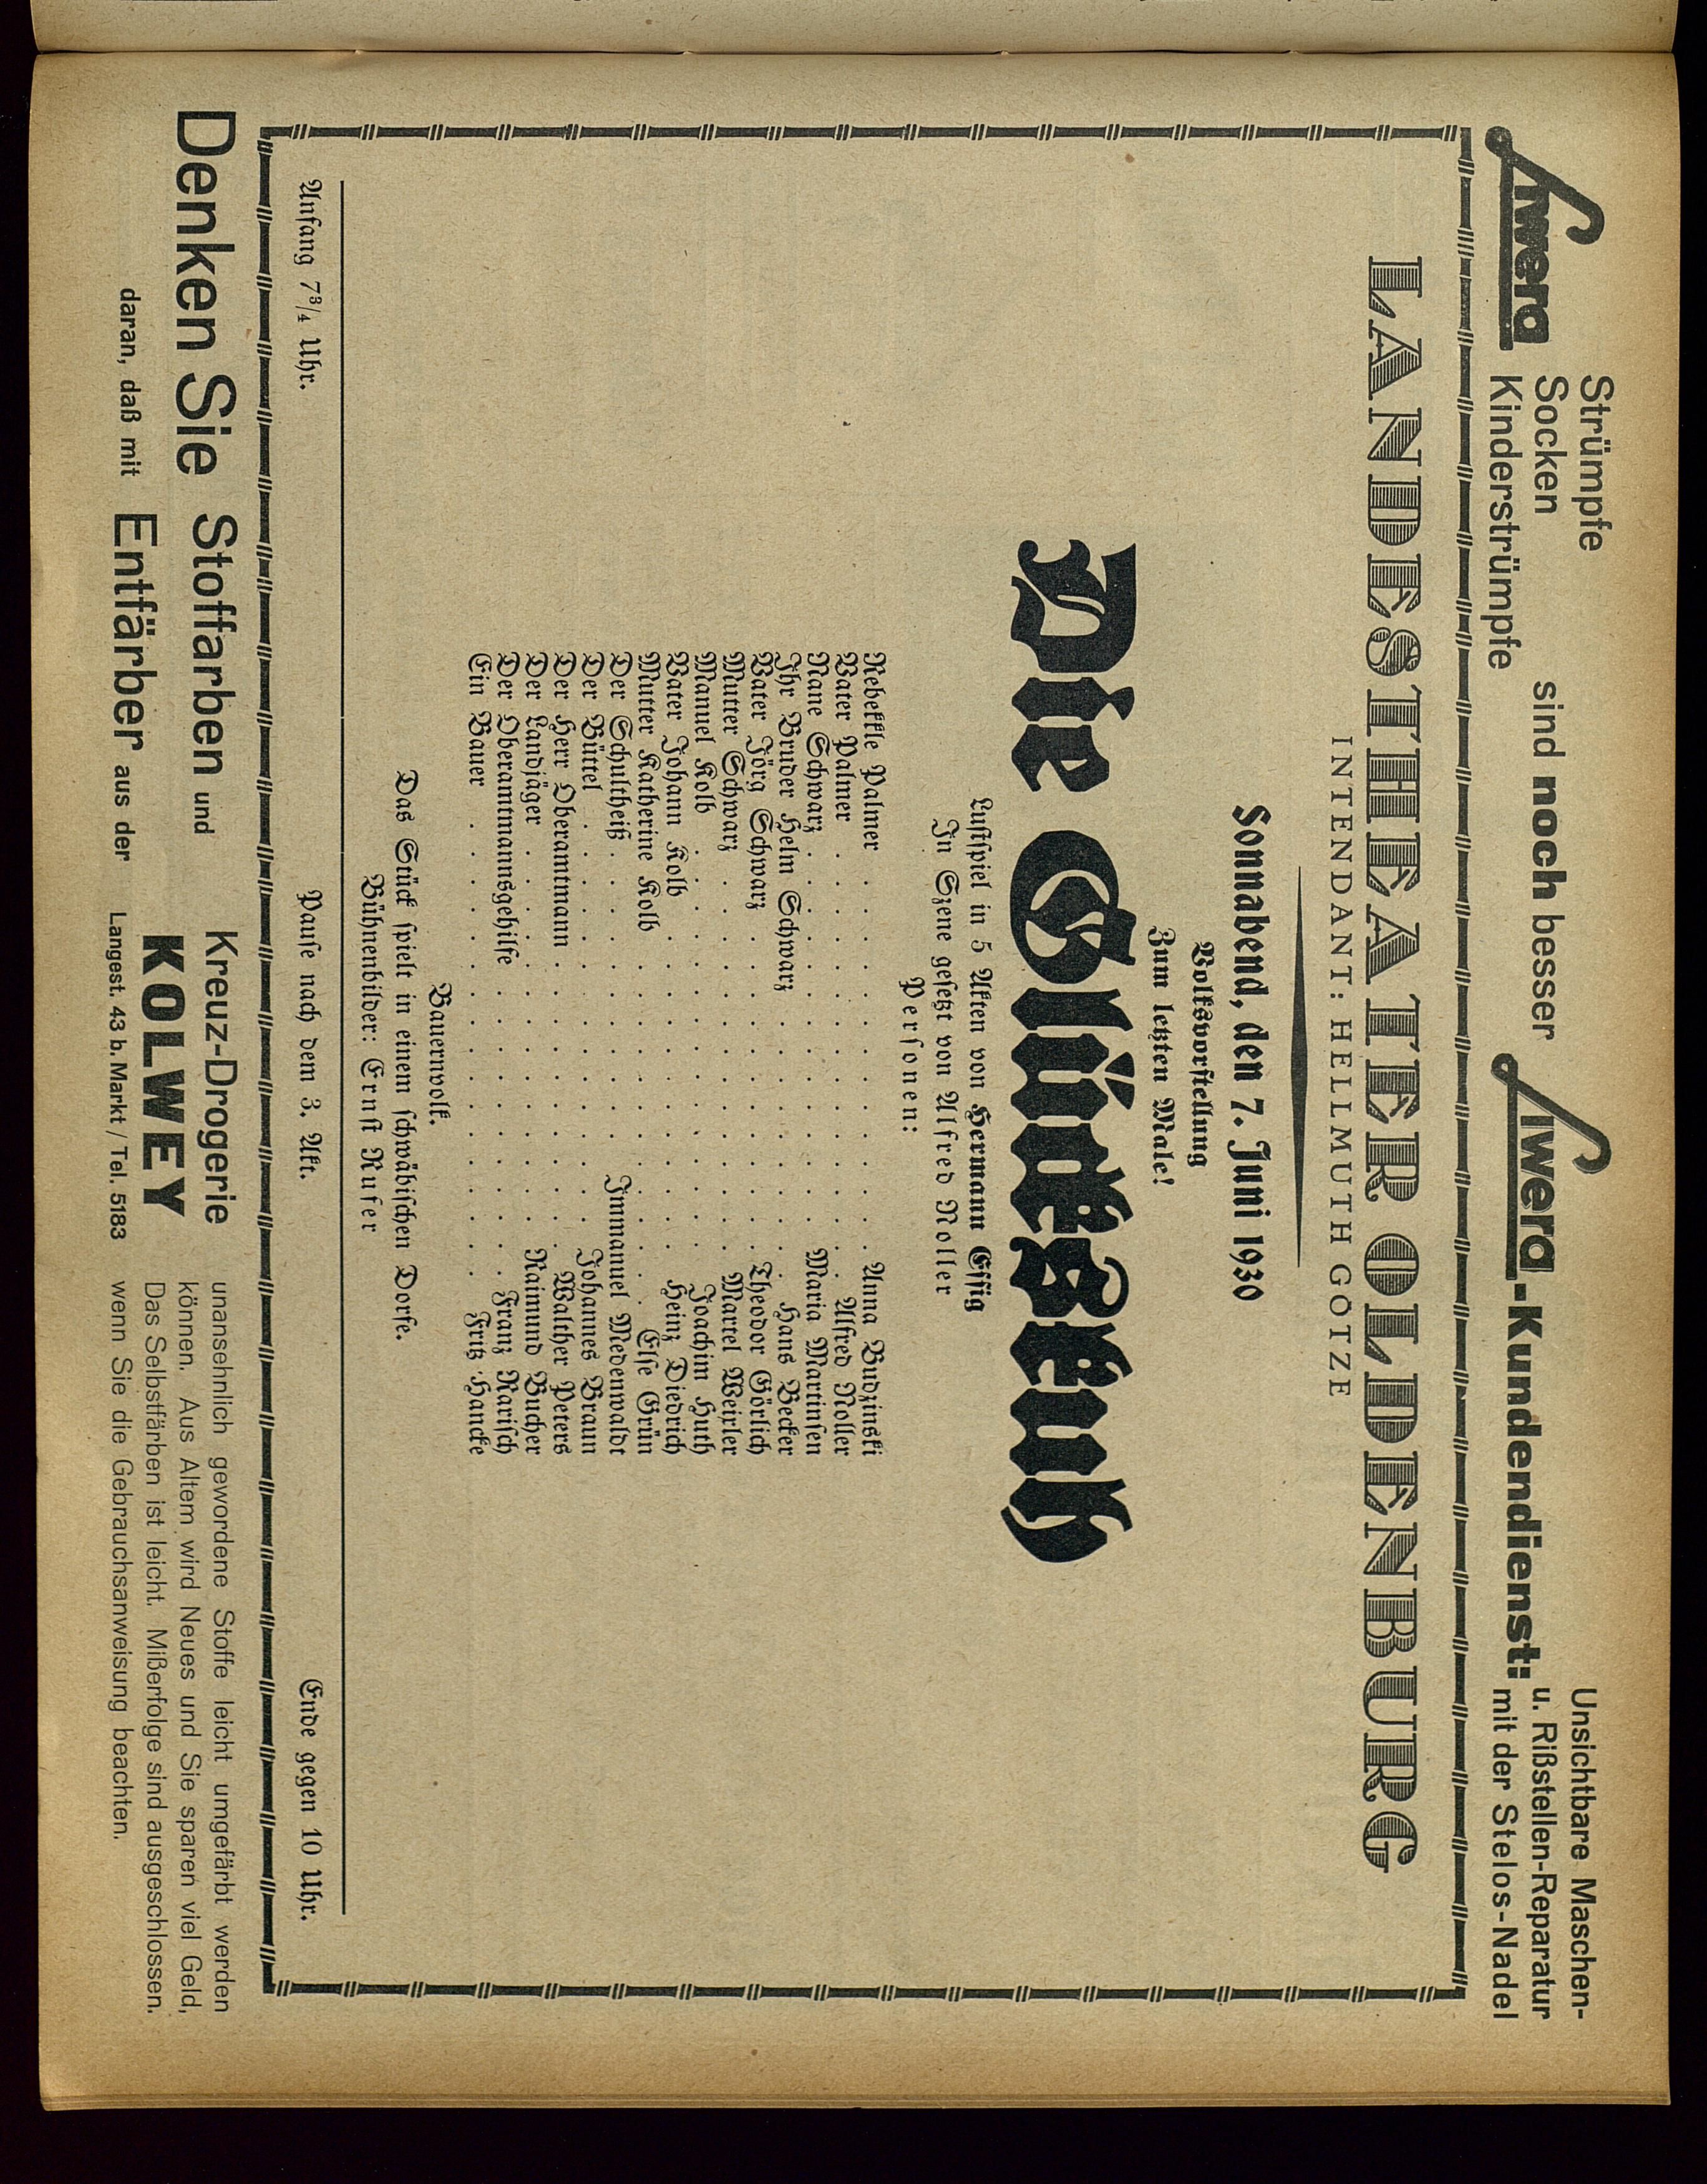 Siwera
Strümpfe
Socken
Kinderstrümpfe
sind noch besser
Siwera-Kundendienst:
Unsichtbare Maschen-
u. Rißstellen-Reparatur
mit der Stelos-Nadel
LANDESTHEATER OLDENBURG
INTENDANT: HELLMUTH GÖTZE
Sonnabend, den 7. Juni 1930
Volksvorstellung
Zum letzten Male!
Die Glückskuh
Lustspiel in 5 Akten von Hermann Essig
In Szene gesetzt von Alfred Noller
Personen:
Rebekkle Palmer . . . . . . . . . . . . . . Anna Budzinski
Vater Palmer . . . . . . . . . . . . . . . . Alfred Noller
Nane Schwarz . . . . . . . . . . . . . . . Maria Martinsen
Ihr Bruder Helm Schwarz . . . . . . . . . . . Hans Becker
Vater Jörg Schwarz . . . . . . . . . . . . Theodor Görlich
Mutter Schwarz . . . . . . . . . . . . . . Martel Weixler
Manuel Kolb . . . . . . . . . . . . . . . . Joachim Huth
Vater Johann Kolb . . . . . . . . . . . . . Heinz Diedrich
Mutter Katherine Kolb . . . . . . . . . . . . Else Grün
Der Schultheiß . . . . . . . . . . . . Immanuel Medenwaldt
Der Büttel . . . . . . . . . . . . . . . . Johannes Braun
Der Herr Oberamtmann . . . . . . . . . . . Walther Peters
Der Landjäger . . . . . . . . . . . . . . Raimund Bucher
Der Oberamtmannsgehilfe . . . . . . . . . . . Franz Rarisch
Ein Bauer . . . . . . . . . . . . . . . . . Fritz Hancke
Bauernvolk.
Das Stück spielt in einem schwäbischen Dorfe.
Bühnenbilder: Ernst Rufer
Anfang 7¾ Uhr.
Pause nach dem 3. Akt.
Ende gegen 10 Uhr.
Denken Sie
daran, daß mit
Stoffarben und
Entfärber aus der
Kreuz-Drogerie
KOLWEY
Langest. 43 b. Markt / Tel. 5183
unansehnlich gewordene Stoffe leicht umgefärbt werden
können. Aus Altem wird Neues und Sie sparen viel Geld,
Das Selbstfärben ist leicht. Mißerfolge sind ausgeschlossen,
wenn Sie die Gebrauchsanweisung beachten.